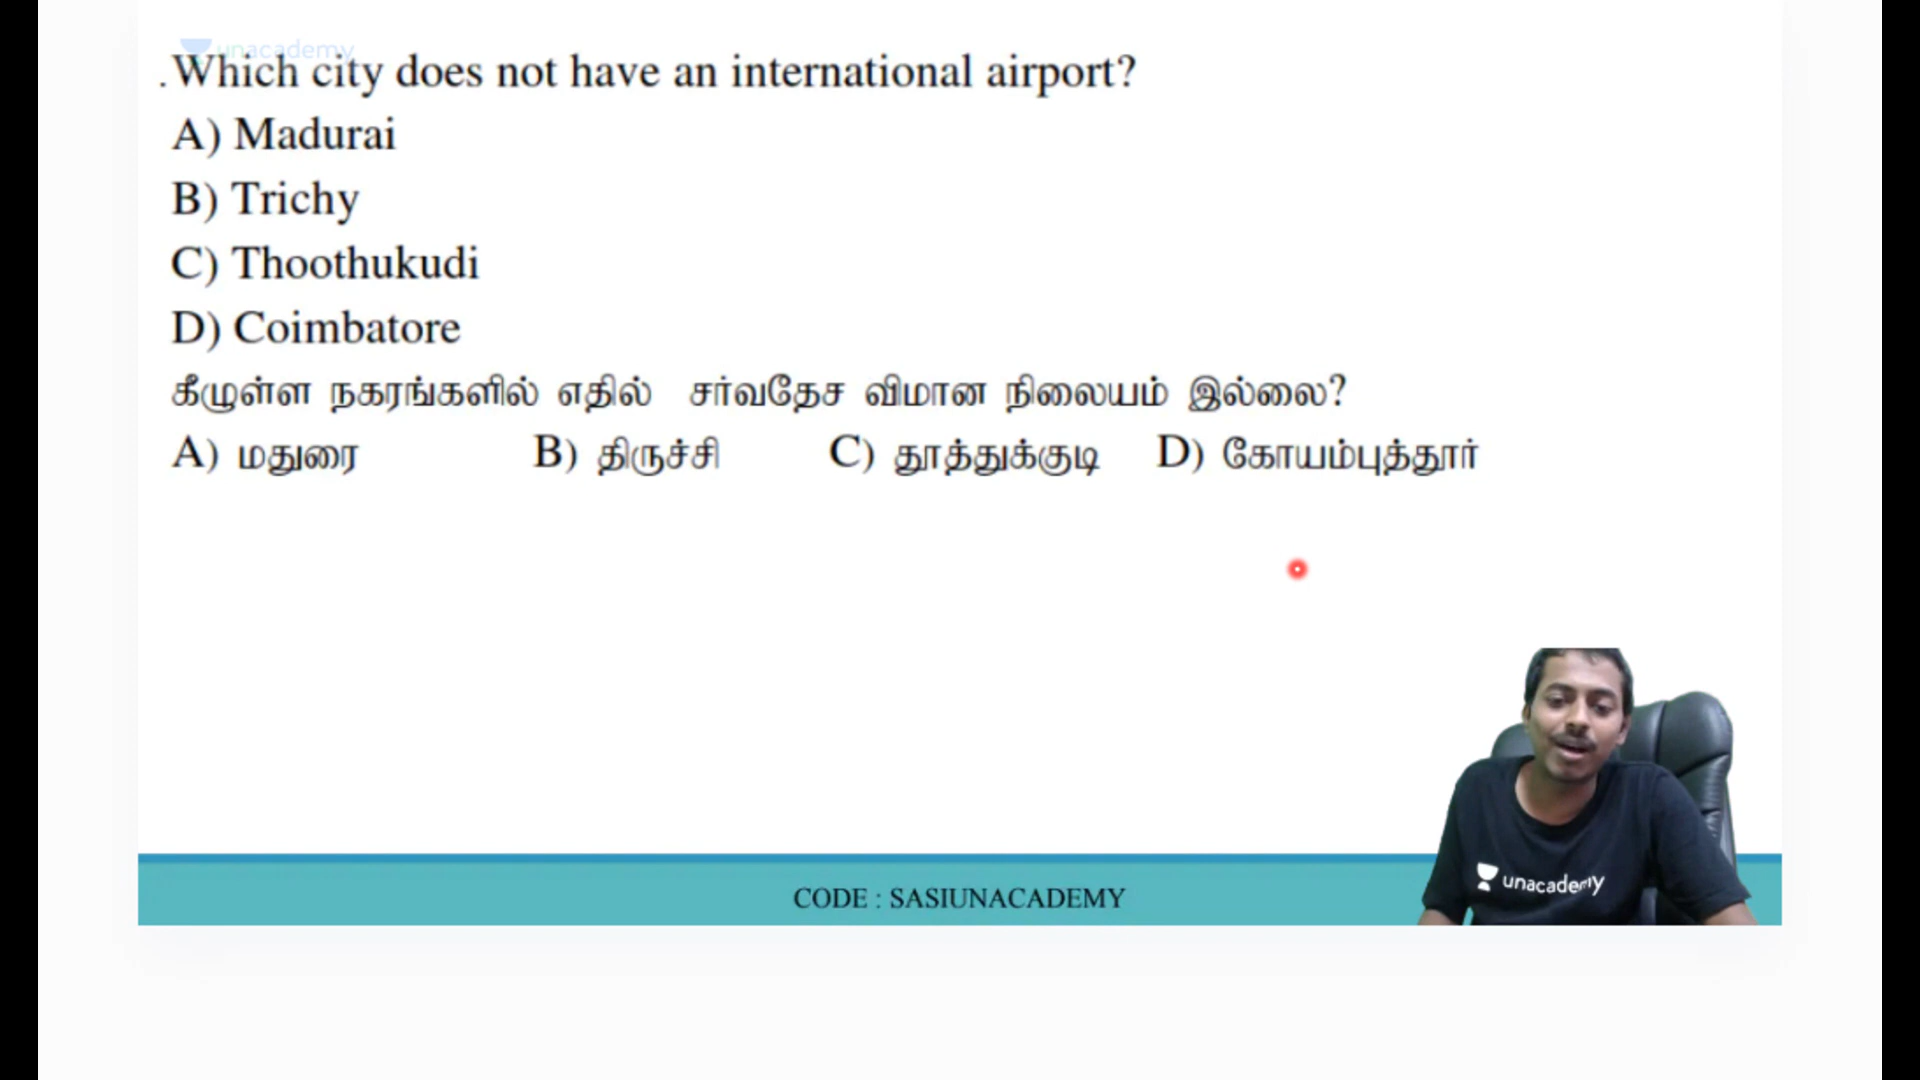 unacademy
.Which city does not have an international airport?
A) Madurai
B) Trichy
C) Thoothukudi
D) Coimbatore
கீழுள்ள நகரங்களில் எதில் சர்வதேச விமான நிலையம் இல்லை?
A) மதுரை B) திருச்சி C) தூத்துக்குடி D) கோயம்புத்தூர்
unacademy
CODE : SASIUNACADEMY